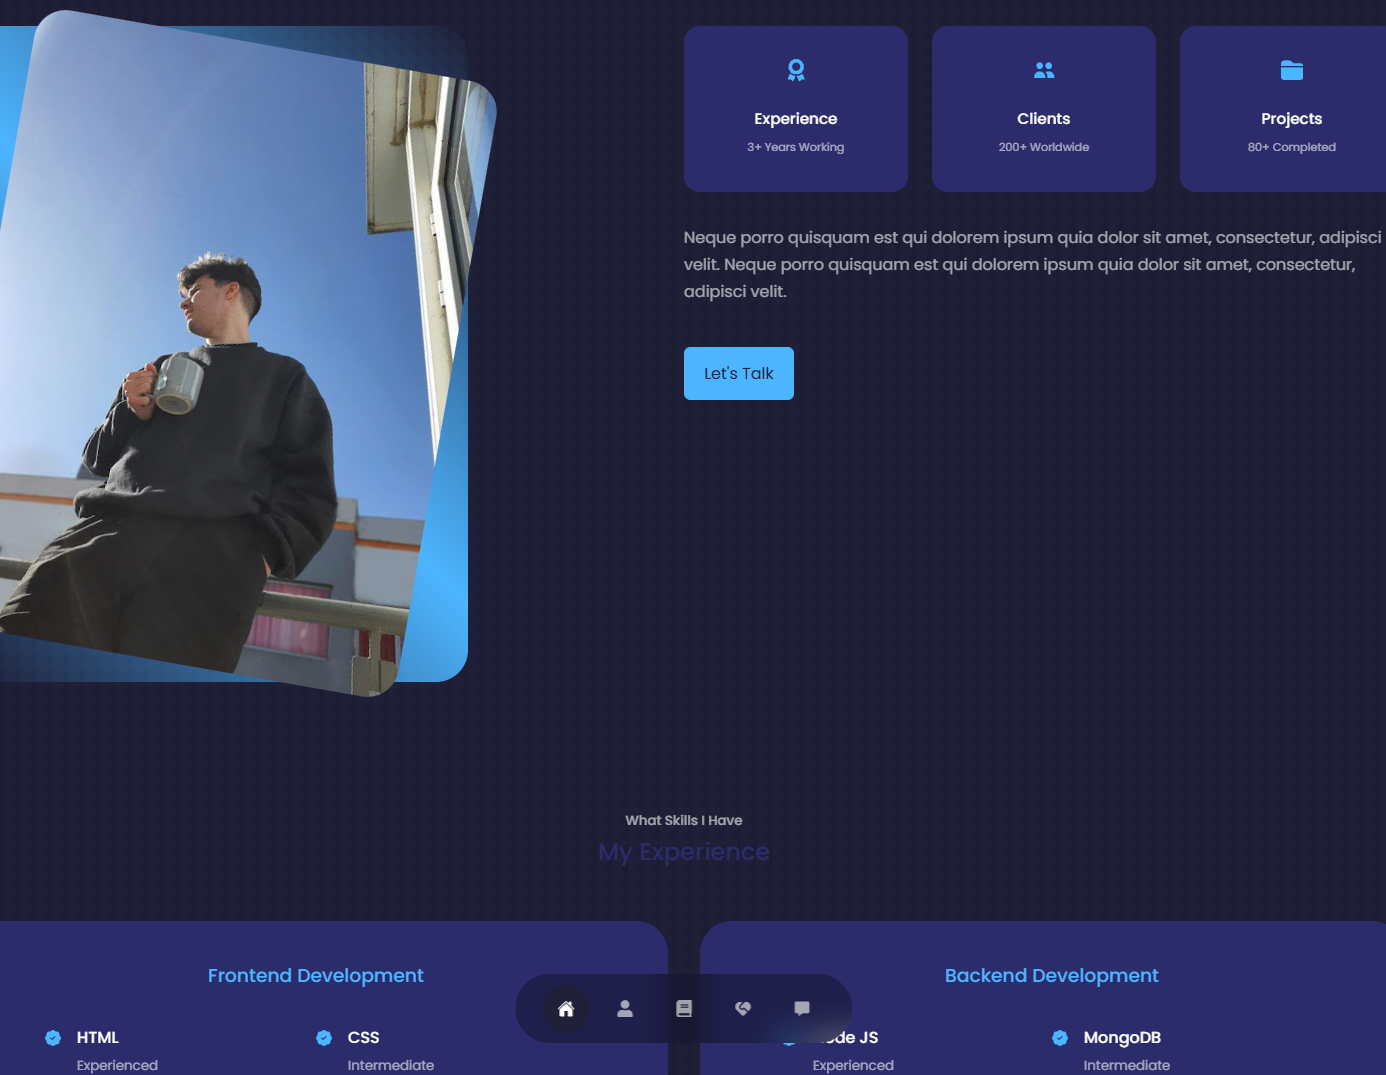 Experience
3+ Years Working
Clients
200+ Worldwide
Projects
80+ Completed
Neque porro quisquam est qui dolorem ipsum quia dolor sit amet, consectetur, adipisci
velit. Neque porro quisquam est qui dolorem ipsum quia dolor sit amet, consectetur,
adipisci velit.
Let's Talk
What Skills I Have
My Experience
Frontend Development
HTML
Experienced
CSS
Intermediate
Backend Development
Node JS
Experienced
MongoDB
Intermediate